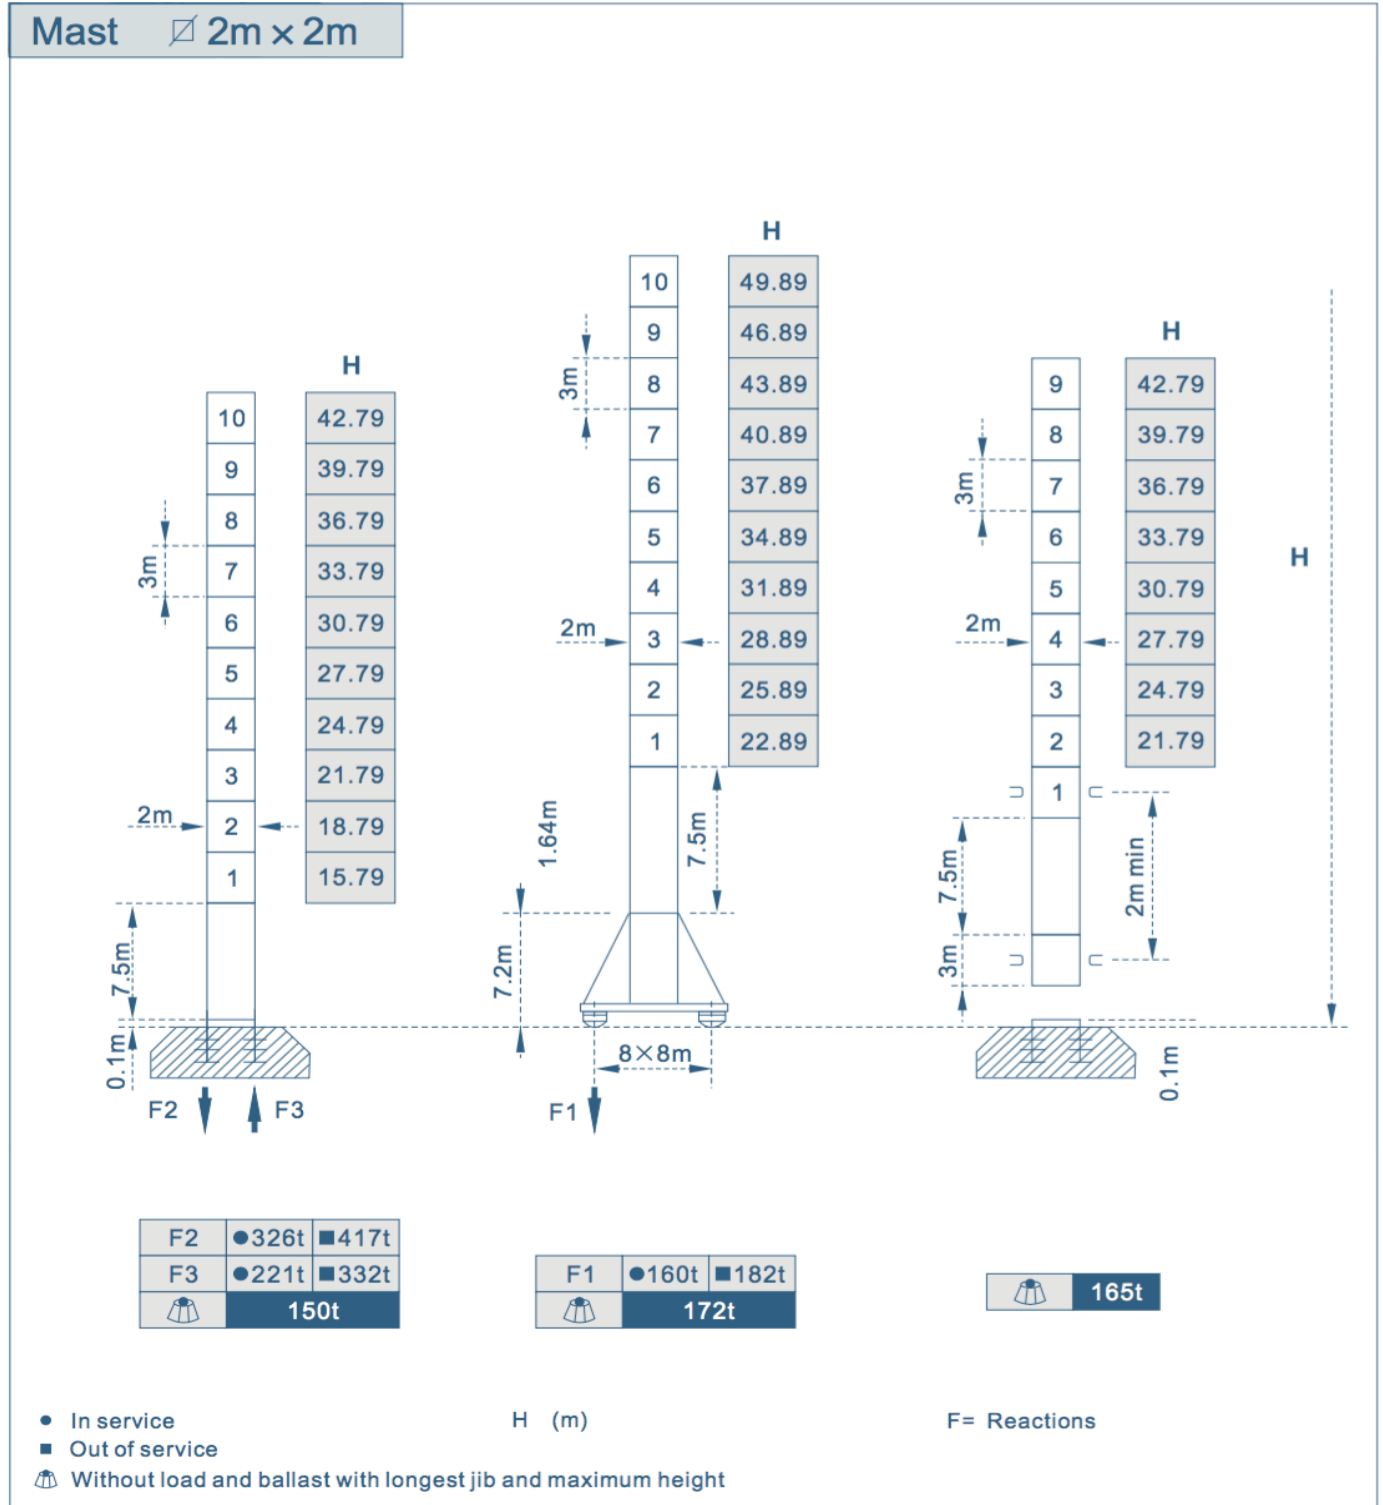 Mast 2m × 2m
H
10 42.79
9 39.79
8 36.79
7 33.79
6 30.79
5 27.79
4 24.79
3 21.79
2 18.79
1 15.79
3m
2m
7.5m
0.1m
F2 F3
H
10 49.89
9 46.89
8 43.89
7 40.89
6 37.89
5 34.89
4 31.89
3 28.89
2 25.89
1 22.89
3m
2m
1.64m
7.5m
7.2m
8×8m
F1
H
9 42.79
8 39.79
7 36.79
6 33.79
5 30.79
4 27.79
3 24.79
2 21.79
1
3m
2m
7.5m
2m min
3m
0.1m
H
F2 ●326t ■417t
F3 ●221t ■332t
150t
F1 ●160t ■182t
172t
165t
● In service
■ Out of service
Without load and ballast with longest jib and maximum height
H (m)
F= Reactions